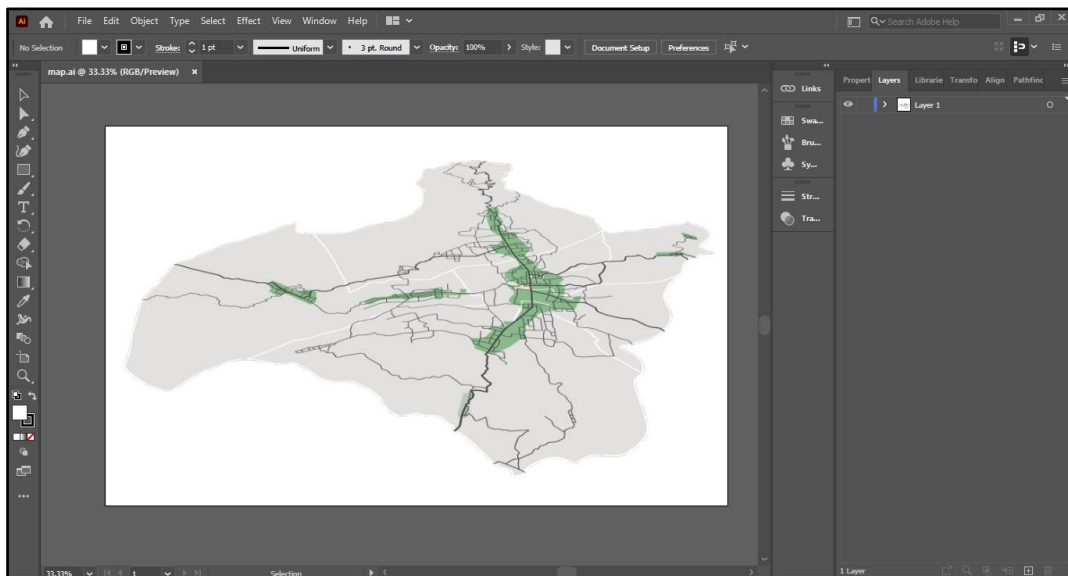 Ai File Edit Object Type Select Effect View Window Help Search Adobe Help
No Selection Stroke: 1 pt Uniform 3 pt. Round Opacity: 100% Style: Document Setup Preferences
map.ai @ 33.33% (RGB/Preview) ×
Links
Swa...
Bru...
Sy...
Str...
Tra...
Propert Layers Librarie Transfo Align Pathfinc
Layer 1
33.33% 1 Selection
1 Layer